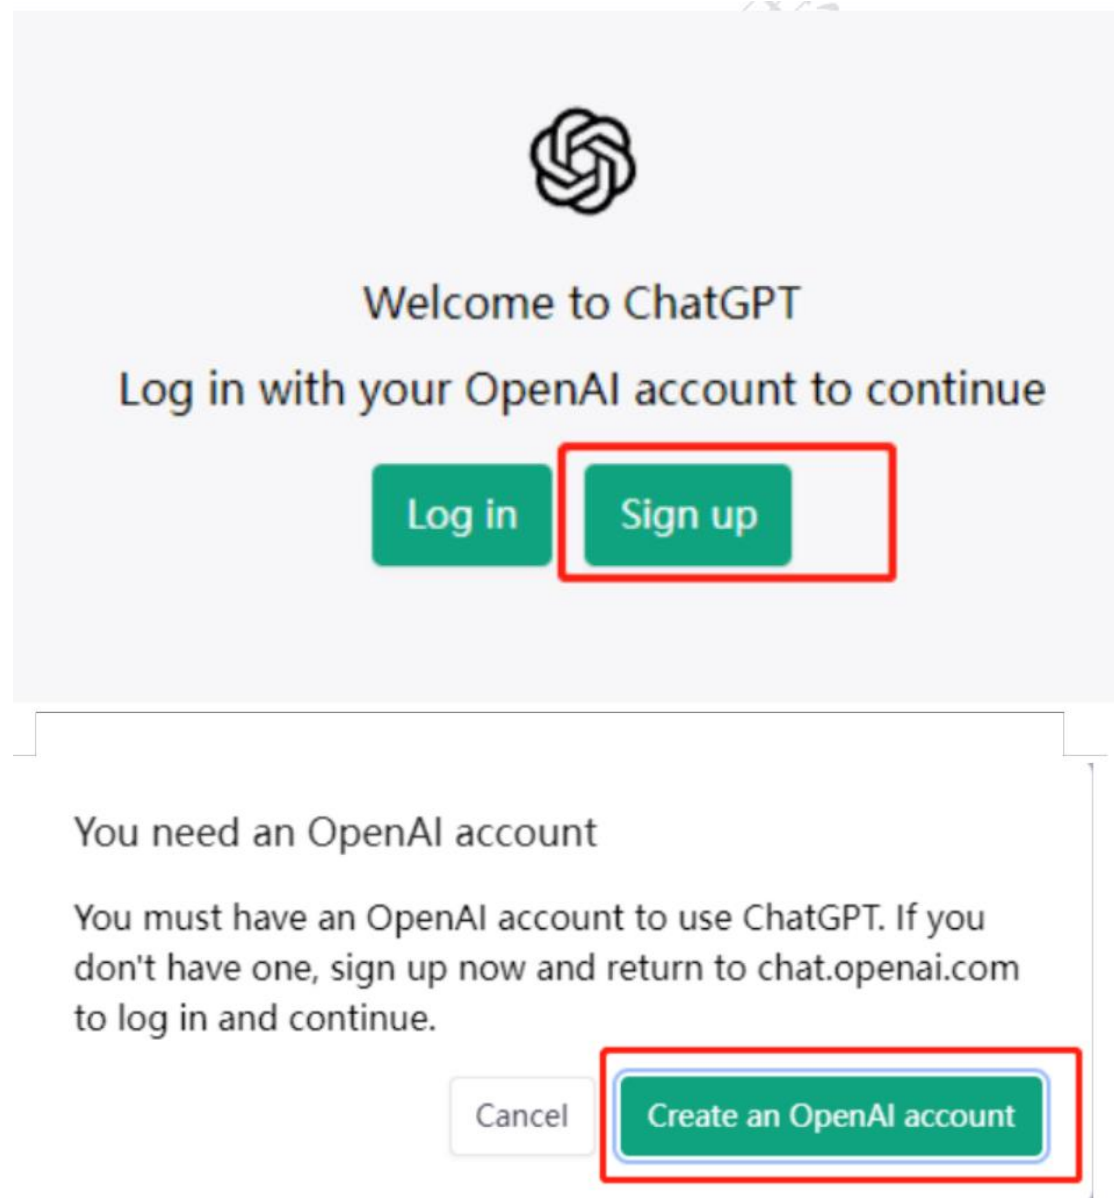 Welcome to ChatGPT
Log in with your OpenAI account to continue
Log in
Sign up
You need an OpenAI account
You must have an OpenAI account to use ChatGPT. If you
don't have one, sign up now and return to chat.openai.com
to log in and continue.
Cancel
Create an OpenAI account